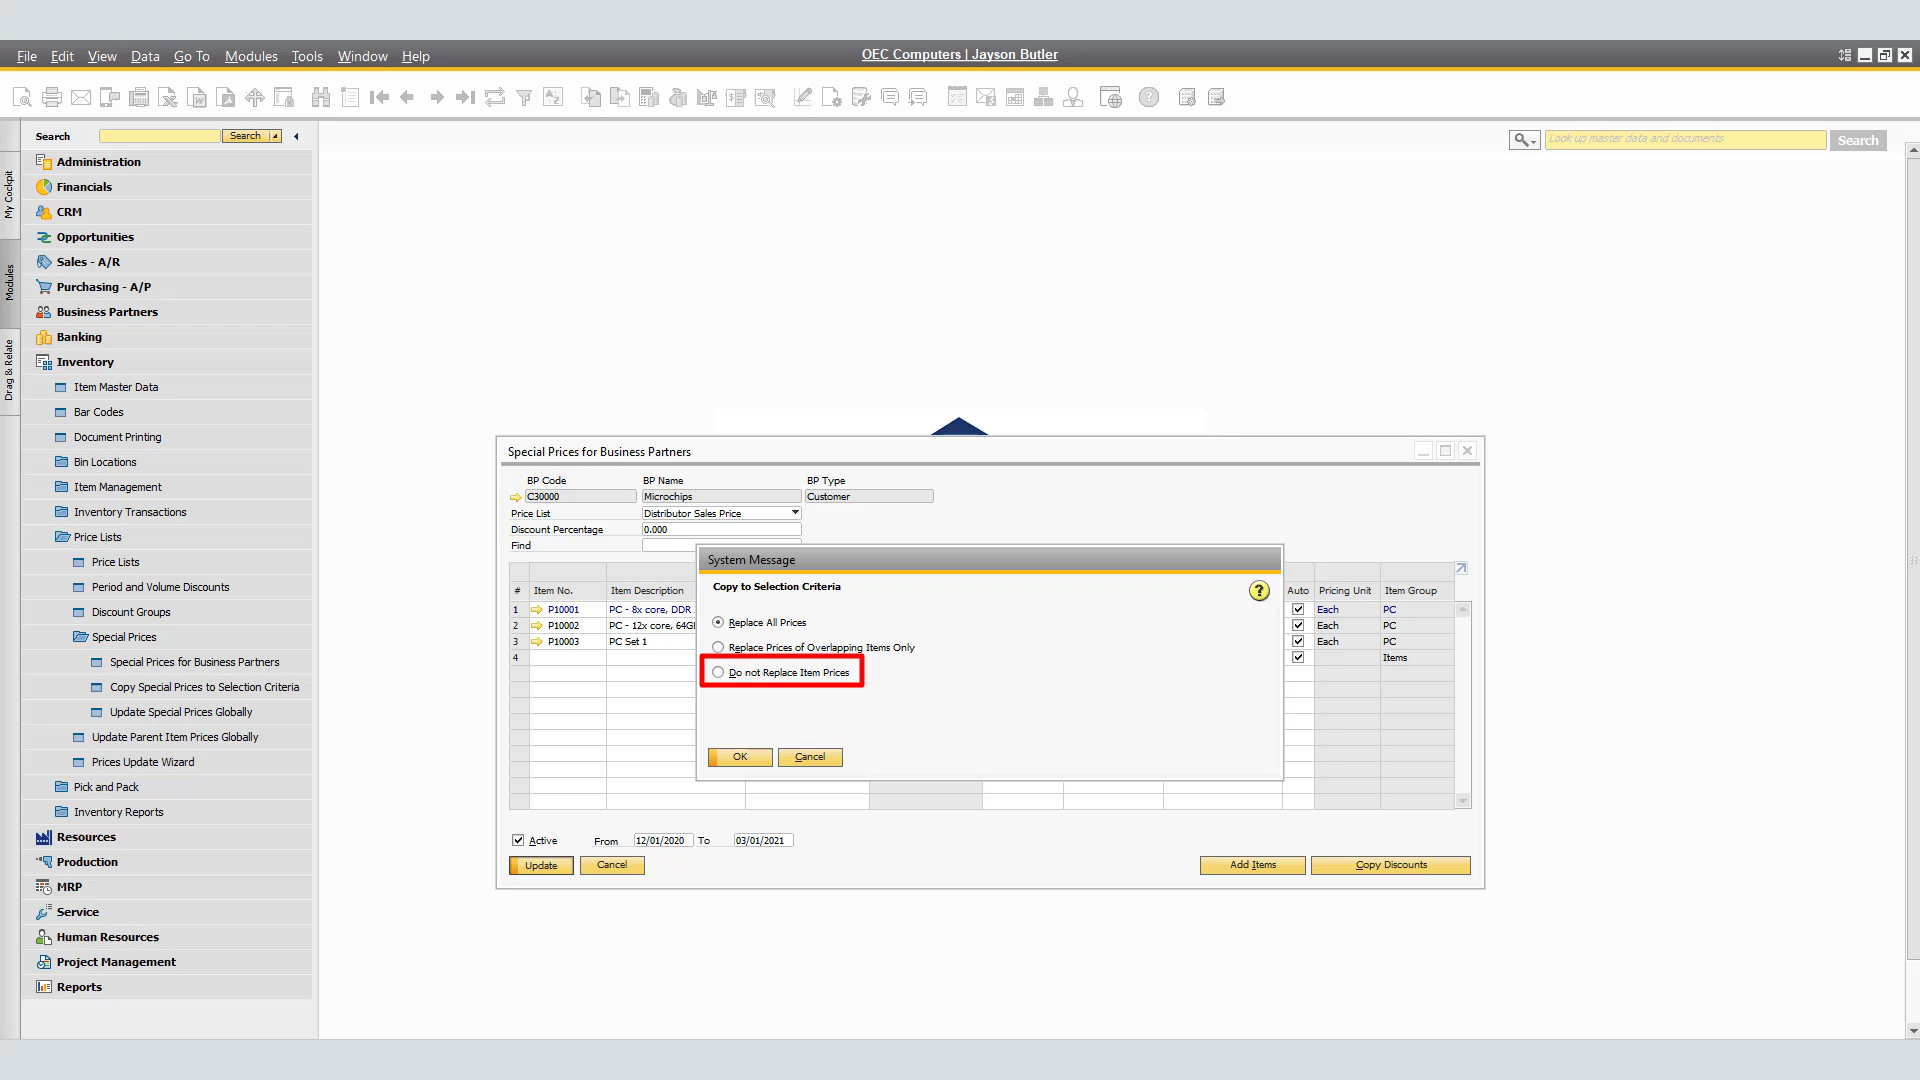 File Edit View Data Go To Modules Tools Window Help
OEC Computers | Jayson Butler
Search Search
Look up master data and documents Search
My Cockpit
Modules
Drag & Relate
Administration
Financials
CRM
Opportunities
Sales - A/R
Purchasing - A/P
Business Partners
Banking
Inventory
Item Master Data
Bar Codes
Document Printing
Bin Locations
Item Management
Inventory Transactions
Price Lists
Price Lists
Period and Volume Discounts
Discount Groups
Special Prices
Special Prices for Business Partners
Copy Special Prices to Selection Criteria
Update Special Prices Globally
Update Parent Item Prices Globally
Prices Update Wizard
Pick and Pack
Inventory Reports
Resources
Production
MRP
Service
Human Resources
Project Management
Reports
Special Prices for Business Partners
BP Code BP Name BP Type
C30000 Microchips Customer
Price List Distributor Sales Price
Discount Percentage 0.000
Find
# Item No. Item Description Auto Pricing Unit Item Group
1 P10001 PC - 8x core, DDR Each PC
2 P10002 PC - 12x core, 64G Each PC
3 P10003 PC Set 1 Each PC
4 Items
System Message
Copy to Selection Criteria
?
Replace All Prices
Replace Prices of Overlapping Items Only
Do not Replace Item Prices
OK Cancel
Active From 12/01/2020 To 03/01/2021
Update Cancel Add Items Copy Discounts